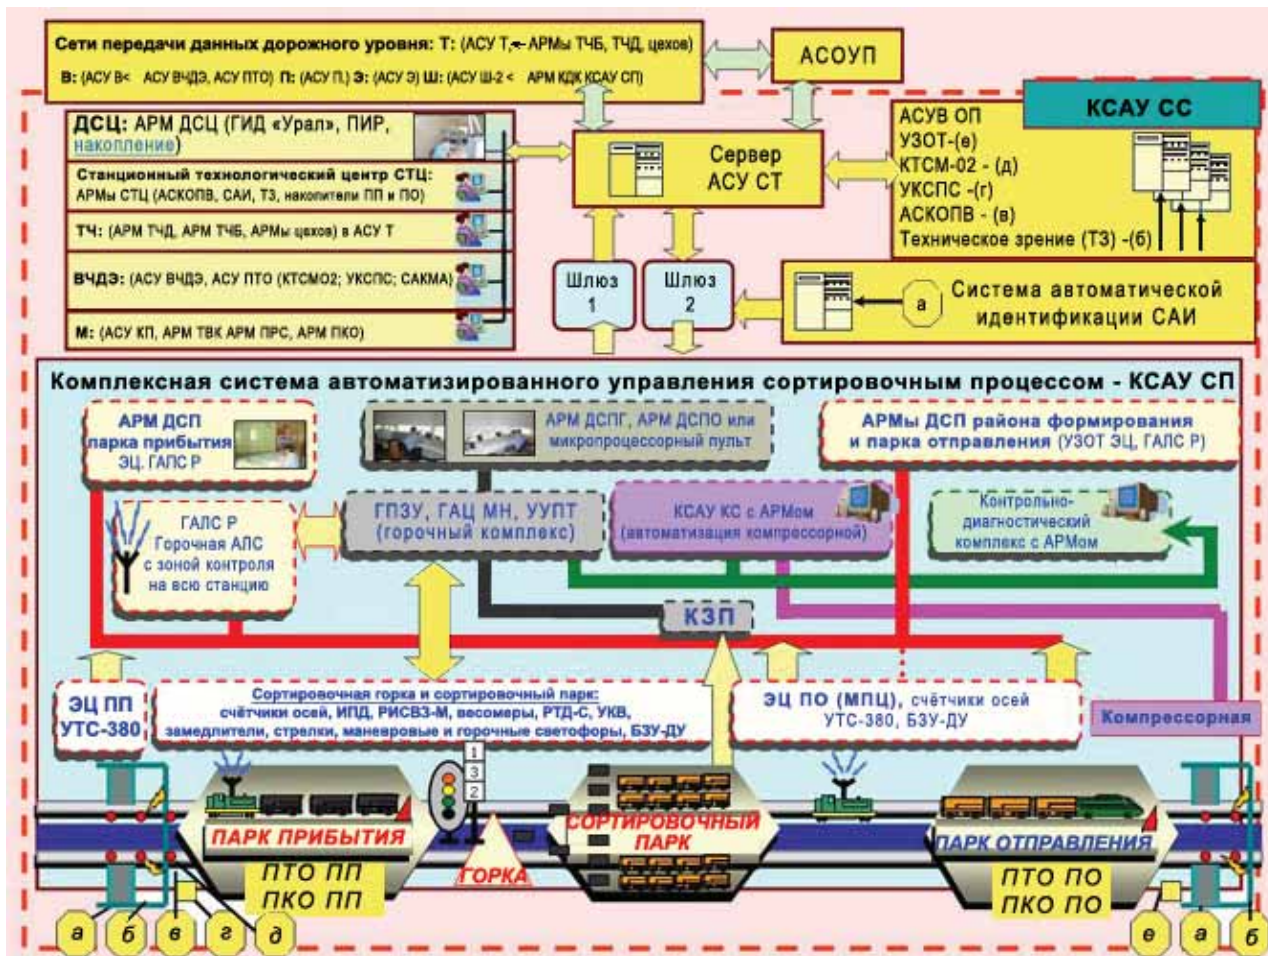 Сети передачи данных дорожного уровня: Т: (АСУ Т, АРМы ТЧБ, ТЧД, цехов)
В: (АСУ В< АСУ ВЧДЭ, АСУ ПТО) П: (АСУ П.) Э: (АСУ Э) Ш: (АСУ Ш-2 < АРМ КДК КСАУ СП)
АСОУП
КСАУ СС
АСУВ ОП
УЗОТ-(е)
КТСМ-02 - (д)
УКСПС -(г)
АСКОПВ - (в)
Техническое зрение (ТЗ) -(б)
ДСЦ: АРМ ДСЦ (ГИД «Урал», ПИР,
накопление)
Станционный технологический центр СТЦ:
АРМы СТЦ (АСКОПВ, САИ, ТЗ, накопители ПП и ПО)
ТЧ: (АРМ ТЧД, АРМ ТЧБ, АРМы цехов) в АСУ Т
ВЧДЭ: (АСУ ВЧДЭ, АСУ ПТО (КТСМО2; УКСПС; САКМА)
М: (АСУ КП, АРМ ТВК АРМ ПРС, АРМ ПКО)
Сервер
АСУ СТ
Шлюз
1
Шлюз
2
а
Система автоматической
идентификации САИ
Комплексная система автоматизированного управления сортировочным процессом - КСАУ СП
АРМ ДСП
парка прибытия
ЭЦ, ГАЛС Р
АРМ ДСПГ, АРМ ДСПО или
микропроцессорный пульт
АРМы ДСП района формирования
и парка отправления (УЗОТ ЭЦ, ГАЛС Р)
ГАЛС Р
Горочная АЛС
с зоной контроля
на всю станцию
ГПЗУ, ГАЦ МН, УУПТ
(горочный комплекс)
КСАУ КС с АРМом
(автоматизация компрессорной)
Контрольно-
диагностический
комплекс с АРМом
КЗП
ЭЦ ПП
УТС-380
Сортировочная горка и сортировочный парк:
счётчики осей, ИПД, РИСВЗ-М, весомеры, РТД-С, УКВ,
замедлители, стрелки, маневровые и горочные светофоры, БЗУ-ДУ
ЭЦ ПО (МПЦ), счётчики осей
УТС-380, БЗУ-ДУ
Компрессорная
1
3
2
ПАРК ПРИБЫТИЯ
ГОРКА
СОРТИРОВОЧНЫЙ
ПАРК
ПАРК ОТПРАВЛЕНИЯ
ПТО ПП
ПКО ПП
ПТО ПО
ПКО ПО
а
б
в
г
д
е
а
б